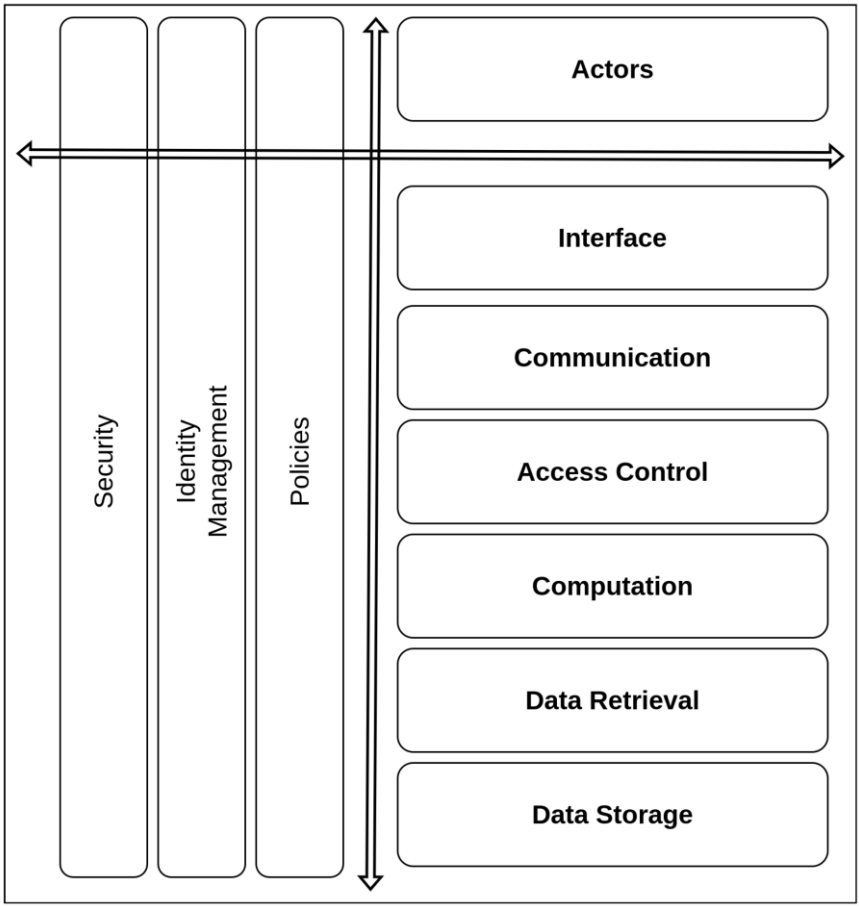 Actors
Interface
Communication
Access Control
Computation
Data Retrieval
Data Storage
Security
Identity
Management
Policies